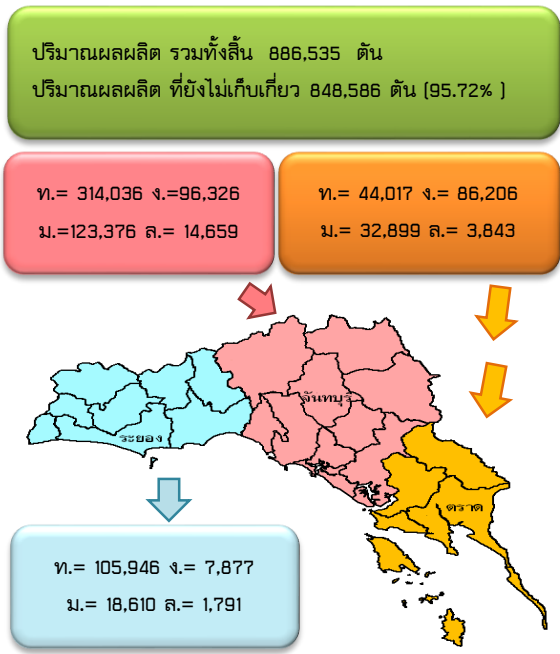 ปริมาณผลผลิต รวมทั้งสิ้น 886,535 ตัน
ปริมาณผลผลิต ที่ยังไม่เก็บเกี่ยว 848,586 ตัน (95.72% )
ท.= 314,036 ง.=96,326
ม.=123,376 ล.= 14,659
ท.= 44,017 ง.= 86,206
ม.= 32,899 ล.= 3,843
จันทบุรี
ระยอง
ตราด
ท.= 105,946 ง.= 7,877
ม.= 18,610 ล.= 1,791